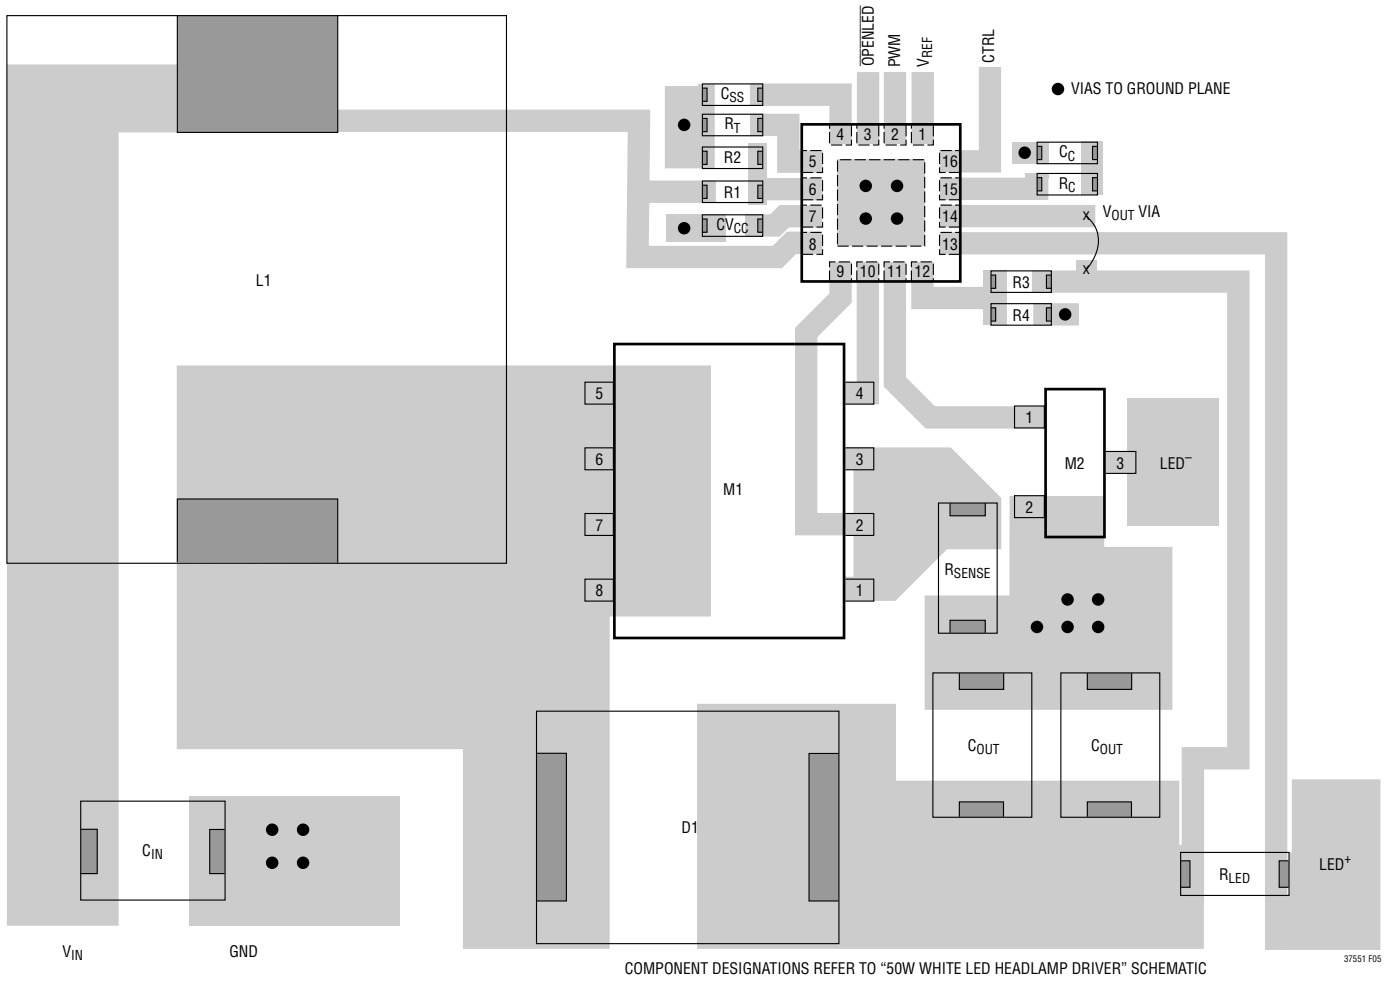 OPENLED
PWM
VREF
CTRL
VIAS TO GROUND PLANE
CSS
RT
R2
R1
CVCC
4 3 2 1
5
6
7
8
16
15
14
13
9 10 11 12
CC
RC
VOUT VIA
x
x
R3
R4
L1
5
6
7
8
M1
4
3
2
1
1
2
M2
3
LED–
RSENSE
COUT
COUT
D1
CIN
RLED
LED+
VIN
GND
COMPONENT DESIGNATIONS REFER TO “50W WHITE LED HEADLAMP DRIVER” SCHEMATIC
37551 F05